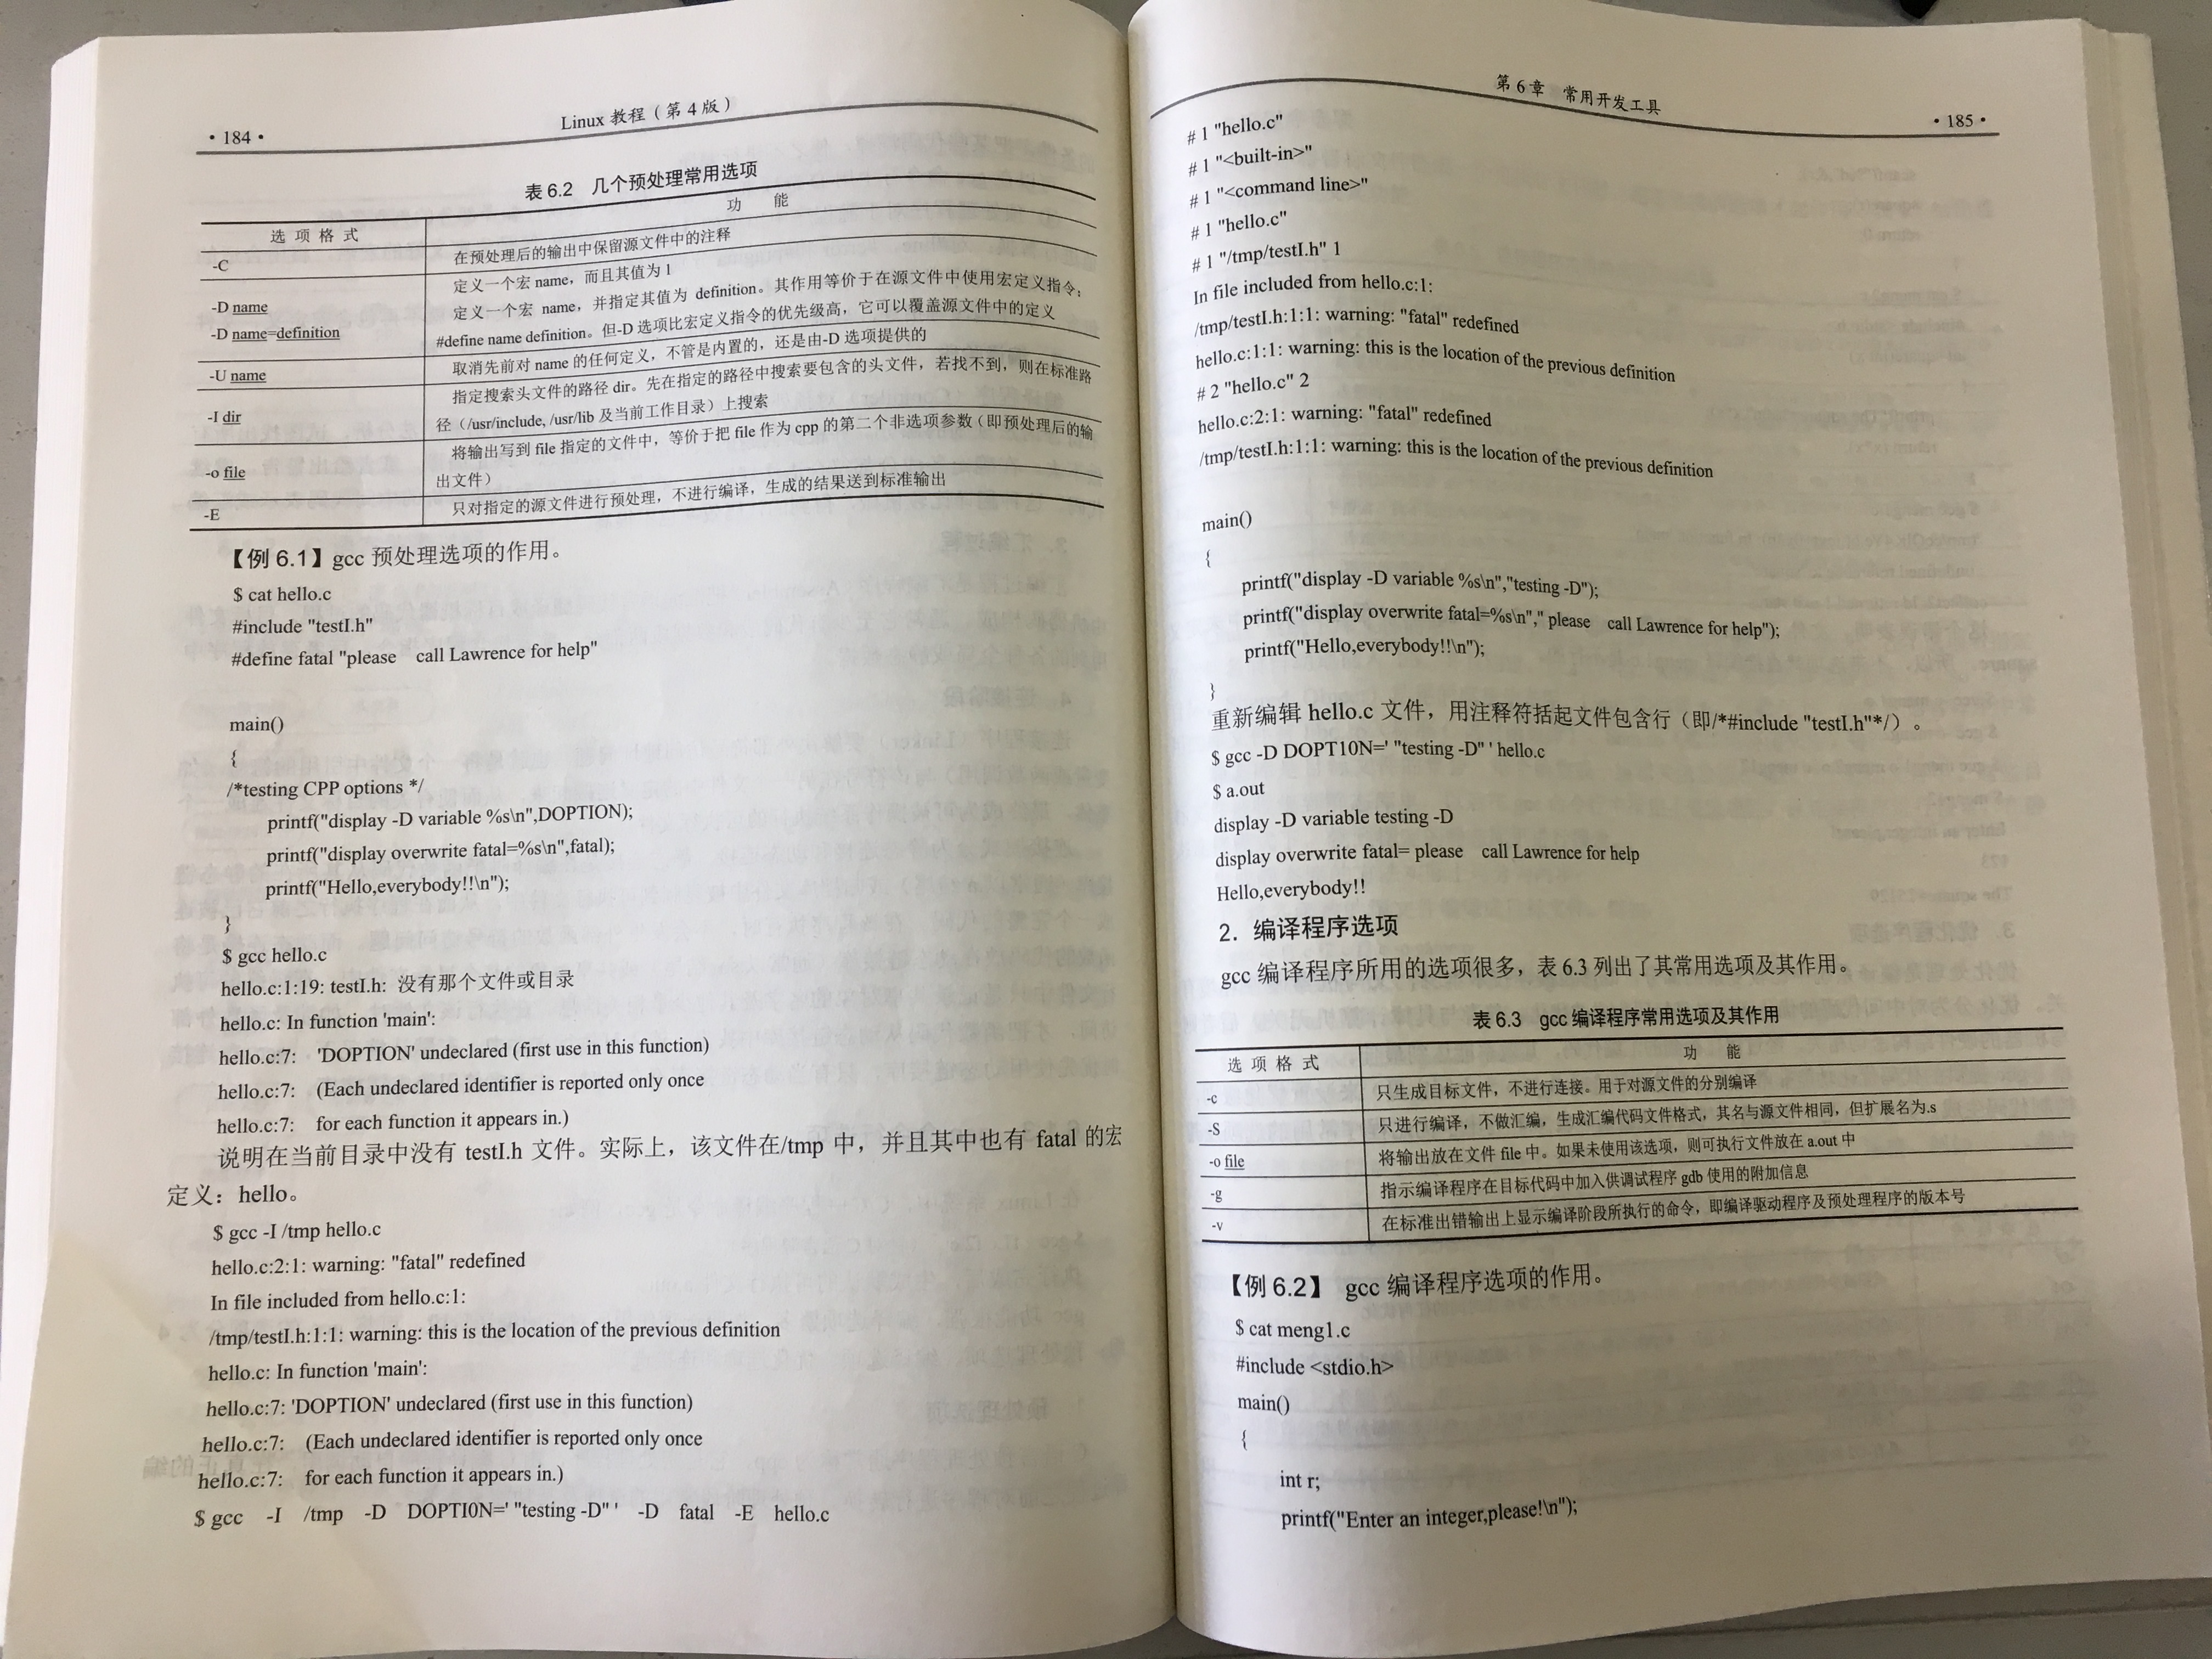 • 184 •
Linux 教程（第 4 版）
表 6.2 几个预处理常用选项
选 项 格 式 功 能
-C 在预处理后的输出中保留源文件中的注释
-D name 定义一个宏 name，而且其值为 1
-D name=definition 定义一个宏 name，并指定其值为 definition。其作用等价于在源文件中使用宏定义指令：
#define name definition。但-D 选项比宏定义指令的优先级高，它可以覆盖源文件中的定义
-U name 取消先前对 name 的任何定义，不管是内置的，还是由-D 选项提供的
-I dir 指定搜索头文件的路径 dir。先在指定的路径中搜索要包含的头文件，若找不到，则在标准路
径（/usr/include, /usr/lib 及当前工作目录）上搜索
-o file 将输出写到 file 指定的文件中，等价于把 file 作为 cpp 的第二个非选项参数（即预处理后的输
出文件）
-E 只对指定的源文件进行预处理，不进行编译，生成的结果送到标准输出
【例 6.1】gcc 预处理选项的作用。
$ cat hello.c
#include "testI.h"
#define fatal "please call Lawrence for help"
main()
{
/*testing CPP options */
printf("display -D variable %s\n",DOPTION);
printf("display overwrite fatal=%s\n",fatal);
printf("Hello,everybody!!\n");
}
$ gcc hello.c
hello.c:1:19: testI.h: 没有那个文件或目录
hello.c: In function 'main':
hello.c:7: 'DOPTION' undeclared (first use in this function)
hello.c:7: (Each undeclared identifier is reported only once
hello.c:7: for each function it appears in.)
说明在当前目录中没有 testI.h 文件。实际上，该文件在/tmp 中，并且其中也有 fatal 的宏
定义：hello。
$ gcc -I /tmp hello.c
hello.c:2:1: warning: "fatal" redefined
In file included from hello.c:1:
/tmp/testI.h:1:1: warning: this is the location of the previous definition
hello.c: In function 'main':
hello.c:7: 'DOPTION' undeclared (first use in this function)
hello.c:7: (Each undeclared identifier is reported only once
hello.c:7: for each function it appears in.)
$ gcc -I /tmp -D DOPTI0N=' "testing -D" ' -D fatal -E hello.c
第 6 章 常用开发工具
• 185 •
# 1 "hello.c"
# 1 "<built-in>"
# 1 "<command line>"
# 1 "hello.c"
# 1 "/tmp/testI.h" 1
In file included from hello.c:1:
/tmp/testI.h:1:1: warning: "fatal" redefined
hello.c:1:1: warning: this is the location of the previous definition
# 2 "hello.c" 2
hello.c:2:1: warning: "fatal" redefined
/tmp/testI.h:1:1: warning: this is the location of the previous definition
main()
{
printf("display -D variable %s\n","testing -D");
printf("display overwrite fatal=%s\n"," please call Lawrence for help");
printf("Hello,everybody!!\n");
}
重新编辑 hello.c 文件，用注释符括起文件包含行（即/*#include "testI.h"*/）。
$ gcc -D DOPT10N=' "testing -D" ' hello.c
$ a.out
display -D variable testing -D
display overwrite fatal= please call Lawrence for help
Hello,everybody!!
2．编译程序选项
gcc 编译程序所用的选项很多，表 6.3 列出了其常用选项及其作用。
表 6.3 gcc 编译程序常用选项及其作用
选 项 格 式 功 能
-c 只生成目标文件，不进行连接。用于对源文件的分别编译
-S 只进行编译，不做汇编，生成汇编代码文件格式，其名与源文件相同，但扩展名为.s
-o file 将输出放在文件 file 中。如果未使用该选项，则可执行文件放在 a.out 中
-g 指示编译程序在目标代码中加入供调试程序 gdb 使用的附加信息
-v 在标准出错输出上显示编译阶段所执行的命令，即编译驱动程序及预处理程序的版本号
【例 6.2】 gcc 编译程序选项的作用。
$ cat meng1.c
#include <stdio.h>
main()
{
int r;
printf("Enter an integer,please!\n");